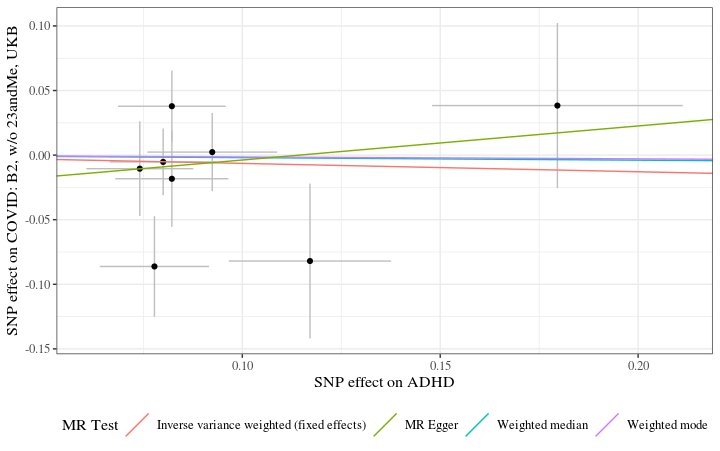 SNP effect on COVID: B2, w/o 23andMe, UKB
0.10
0.05
0.00
-0.05
-0.10
-0.15
0.10 0.15 0.20
SNP effect on ADHD
MR Test Inverse variance weighted (fixed effects) MR Egger Weighted median Weighted mode